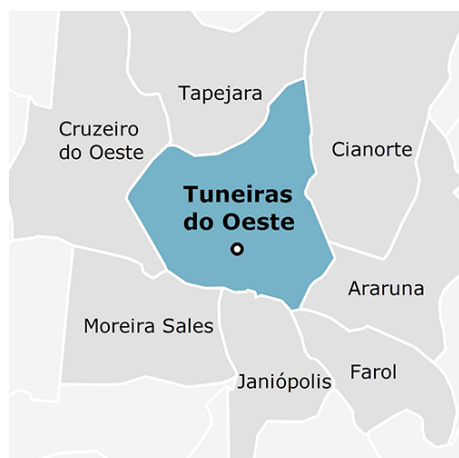 Tapejara
Cruzeiro
do Oeste
Cianorte
Tuneiras
do Oeste
Araruna
Moreira Sales
Janiópolis
Farol